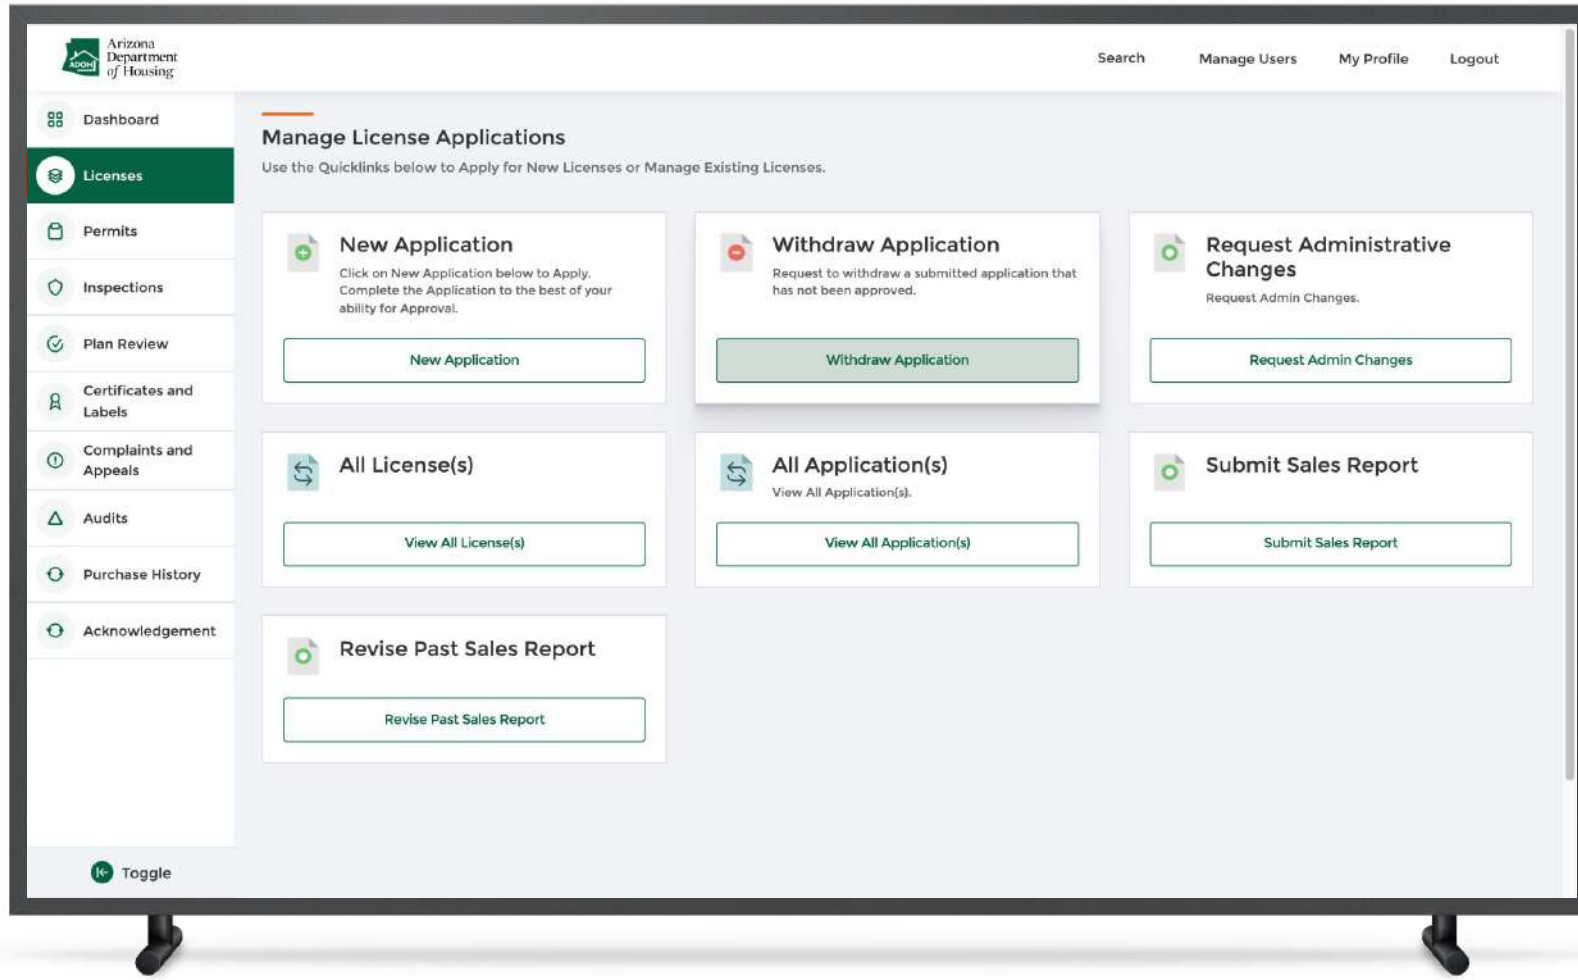 Arizona
Department
of Housing
ADOH
Search
Manage Users
My Profile
Logout
Dashboard
Licenses
Permits
Inspections
Plan Review
Certificates and
Labels
Complaints and
Appeals
Audits
Purchase History
Acknowledgement
Toggle
Manage License Applications
Use the Quicklinks below to Apply for New Licenses or Manage Existing Licenses.
New Application
Click on New Application below to Apply.
Complete the Application to the best of your
ability for Approval.
New Application
Withdraw Application
Request to withdraw a submitted application that
has not been approved.
Withdraw Application
Request Administrative
Changes
Request Admin Changes.
Request Admin Changes
All License(s)
View All License(s)
All Application(s)
View All Application(s).
View All Application(s)
Submit Sales Report
Submit Sales Report
Revise Past Sales Report
Revise Past Sales Report